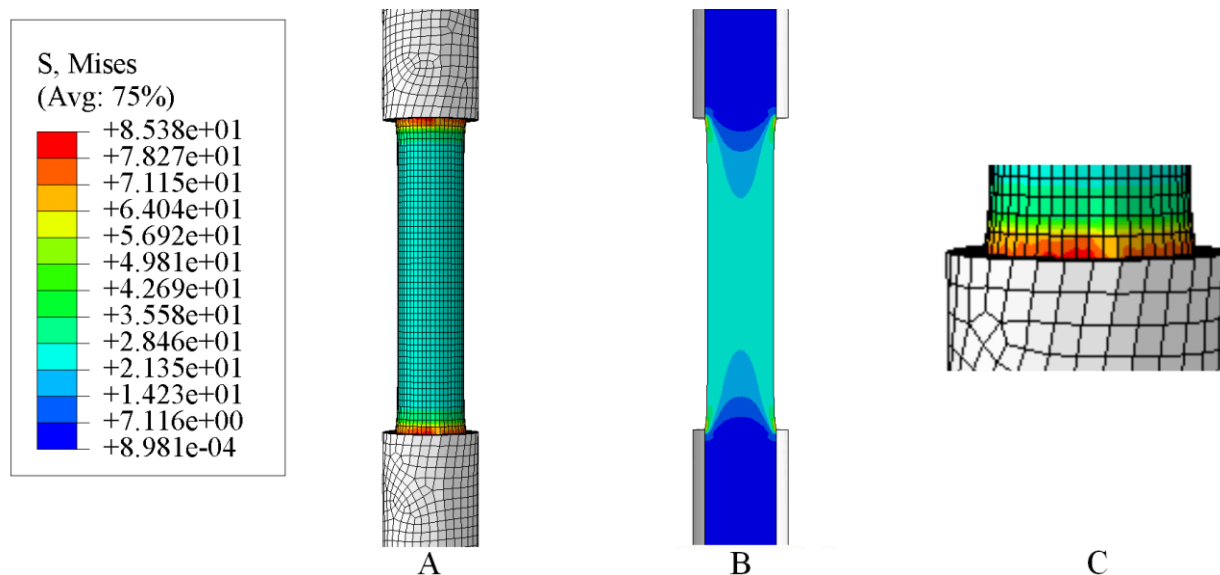 S, Mises
(Avg: 75%)
+8.538e+01
+7.827e+01
+7.115e+01
+6.404e+01
+5.692e+01
+4.981e+01
+4.269e+01
+3.558e+01
+2.846e+01
+2.135e+01
+1.423e+01
+7.116e+00
+8.981e-04
A B C